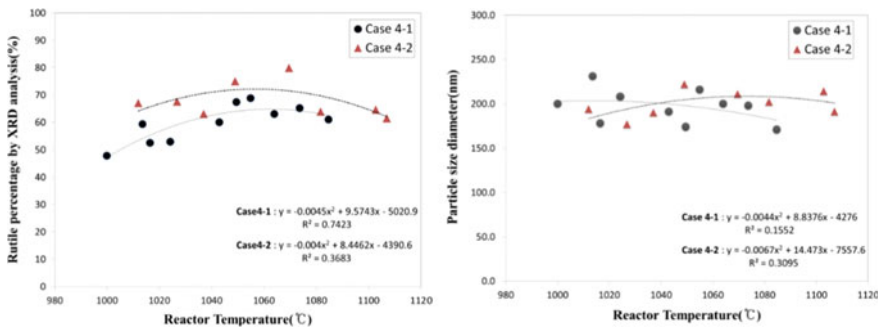 Rutile percentage by XRD analysis(%)
100
90
80
70
60
50
40
30
20
10
0
Case 4-1
Case 4-2
Case4-1 : y = -0.0045x² + 9.5743x - 5020.9
R² = 0.7423
Case4-2 : y = -0.004x² + 8.4462x - 4390.6
R² = 0.3683
980 1000 1020 1040 1060 1080 1100 1120
Reactor Temperature(℃)
Particle size diameter(nm)
300.0
250.0
200.0
150.0
100.0
50.0
0.0
Case 4-1
Case 4-2
Case 4-1 : y = -0.0044x² + 8.8376x - 4276
R² = 0.1552
Case 4-2 : y = -0.0067x² + 14.473x - 7557.6
R² = 0.3095
980 1000 1020 1040 1060 1080 1100 1120
Reactor Temperature(℃)